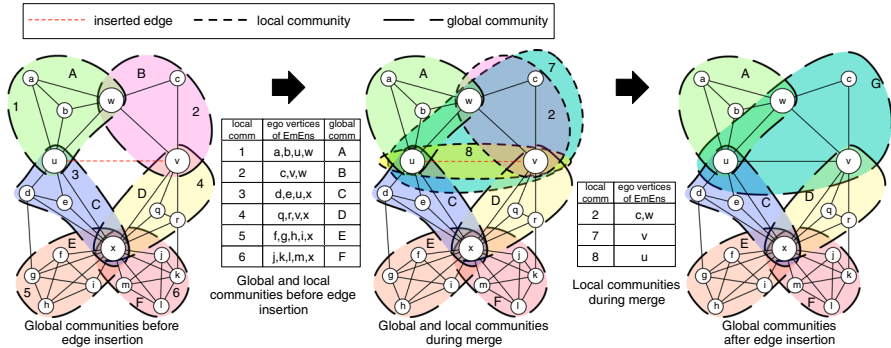 inserted edge
local community
global community
A
B
a
c
w
b
1
2
u
v
3
4
d
e
C
D
q
r
x
E
f
j
g
i
m
k
5
6
h
F
l
Global communities before
edge insertion
local comm | ego vertices of EmEns | global comm
1 | a,b,u,w | A
2 | c,v,w | B
3 | d,e,u,x | C
4 | q,r,v,x | D
5 | f,g,h,i,x | E
6 | j,k,l,m,x | F
Global and local
communities before edge
insertion
A
7
a
c
w
b
2
8
u
v
d
e
C
D
q
r
x
E
f
j
g
i
m
k
h
F
l
Global and local communities
during merge
local comm | ego vertices of EmEns
2 | c,w
7 | v
8 | u
Local communities
during merge
A
G
a
c
w
b
u
v
d
e
C
D
q
r
x
E
f
j
g
i
m
k
h
F
l
Global communities
after edge insertion